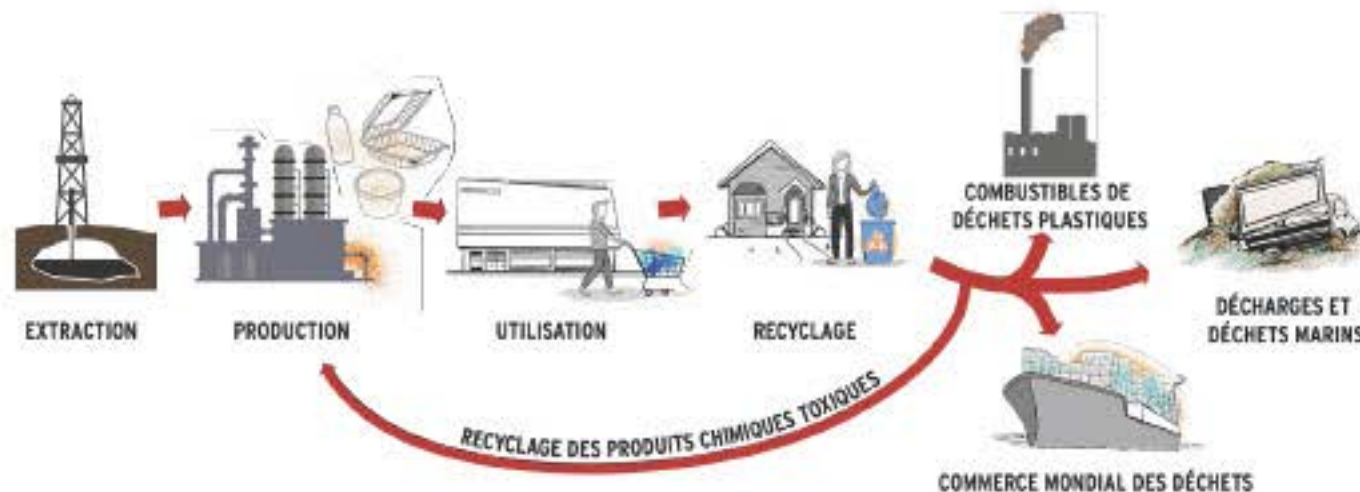 EXTRACTION
PRODUCTION
UTILISATION
RECYCLAGE
COMBUSTIBLES DE
DÉCHETS PLASTIQUES
DÉCHARGES ET
DÉCHETS MARINS
RECYCLAGE DES PRODUITS CHIMIQUES TOXIQUES
COMMERCE MONDIAL DES DÉCHETS